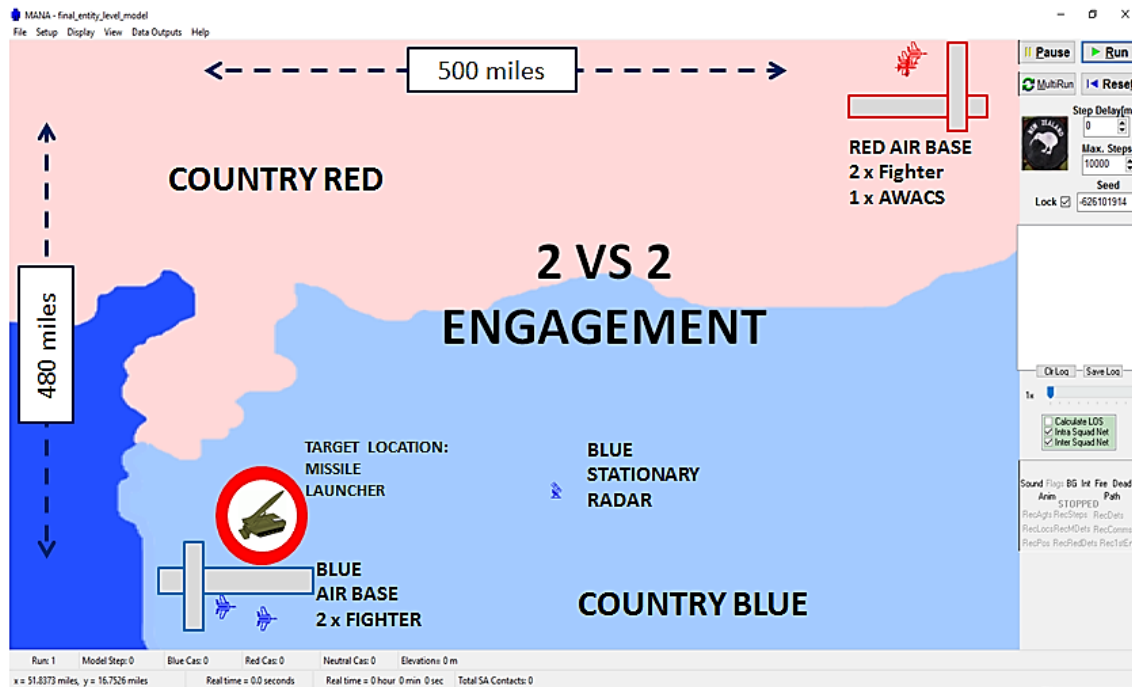 MANA - final_entity_level_model
File Setup Display View Data Outputs Help
500 miles
480 miles
COUNTRY RED
RED AIR BASE
2 x Fighter
1 x AWACS
2 VS 2
ENGAGEMENT
TARGET LOCATION:
MISSILE
LAUNCHER
BLUE
STATIONARY
RADAR
BLUE
AIR BASE
2 x FIGHTER
COUNTRY BLUE
Pause Run
MultiRun Reset
Step Delay[m
0
NEW ZEALAND
Max. Steps
10000
Seed
Lock -626101914
Clr Log Save Log
1x
Calculate LOS
Intra Squad Net
Inter Squad Net
Sound Flags BG Int Fire Dead
Anim Path
STOPPED
RecAgts RecSteps RecDets
RecLocs RecMDets RecComms
RecPos RecRedDets Rec1stEn
Run: 1 Model Step: 0 Blue Cas: 0 Red Cas: 0 Neutral Cas: 0 Elevation= 0 m
x = 51.8373 miles, y = 16.7526 miles Real time = 0.0 seconds Real time = 0 hour 0 min 0 sec Total SA Contacts: 0